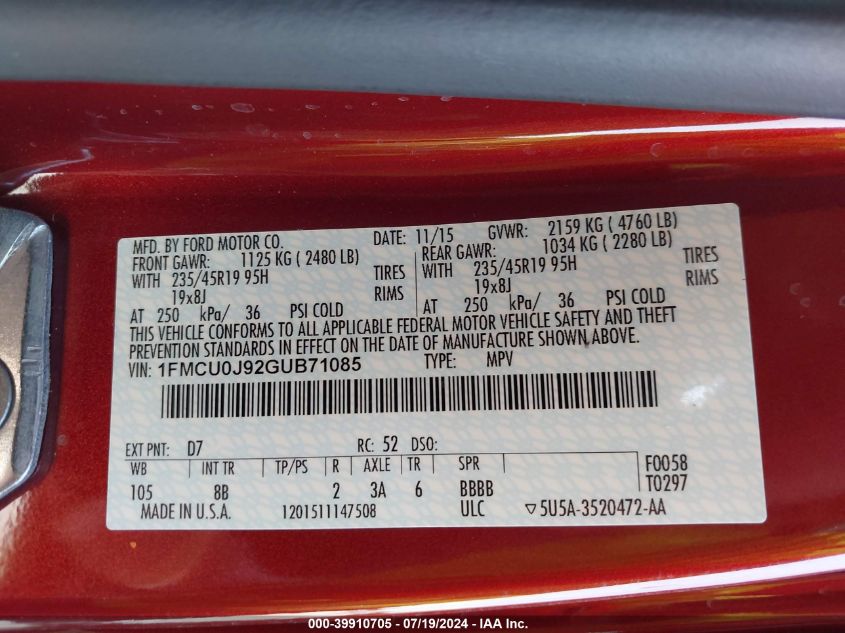 MFD. BY FORD MOTOR CO. DATE: 11/15 GVWR: 2159 KG ( 4760 LB)
FRONT GAWR: 1125 KG ( 2480 LB) REAR GAWR: 1034 KG ( 2280 LB)
WITH 235/45R19 95H TIRES WITH 235/45R19 95H TIRES
19x8J RIMS 19x8J RIMS
AT 250 kPa/ 36 PSI COLD AT 250 kPa/ 36 PSI COLD
THIS VEHICLE CONFORMS TO ALL APPLICABLE FEDERAL MOTOR VEHICLE SAFETY AND THEFT
PREVENTION STANDARDS IN EFFECT ON THE DATE OF MANUFACTURE SHOWN ABOVE.
VIN: 1FMCU0J92GUB71085 TYPE: MPV
EXT PNT: D7 RC: 52 DSO:
WB INT TR TP/PS R AXLE TR SPR F0058
105 8B 2 3A 6 BBBB T0297
MADE IN U.S.A. 1201511147508 ULC ▽5U5A-3520472-AA
000-39910705 - 07/19/2024 - IAA Inc.